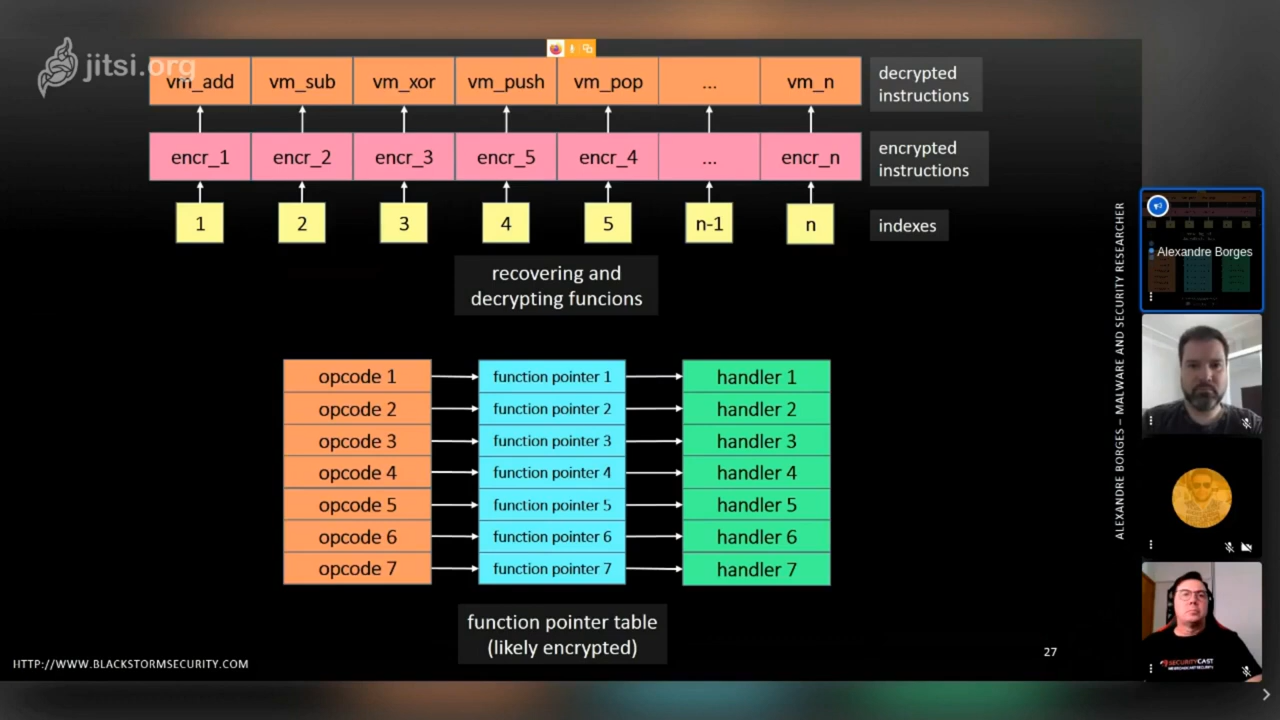 jitsi.org
vm_add vm_sub vm_xor vm_push vm_pop ... vm_n
decrypted
instructions
encr_1 encr_2 encr_3 encr_5 encr_4 ... encr_n
encrypted
instructions
1 2 3 4 5 n-1 n
indexes
recovering and
decrypting funcions
opcode 1 function pointer 1 handler 1
opcode 2 function pointer 2 handler 2
opcode 3 function pointer 3 handler 3
opcode 4 function pointer 4 handler 4
opcode 5 function pointer 5 handler 5
opcode 6 function pointer 6 handler 6
opcode 7 function pointer 7 handler 7
function pointer table
(likely encrypted)
HTTP://WWW.BLACKSTORMSECURITY.COM
27
ALEXANDRE BORGES – MALWARE AND SECURITY RESEARCHER
Alexandre Borges
SECURITYCAST